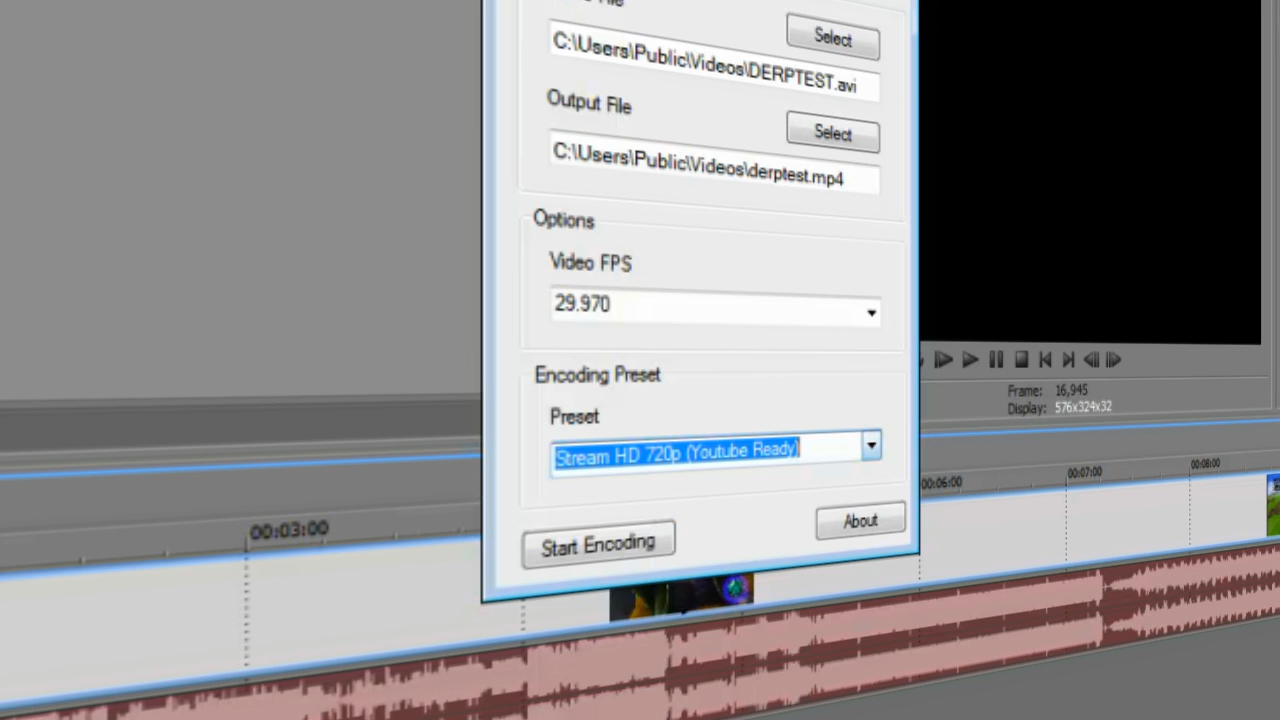 File
Select
C:\Users\Public\Videos\DERPTEST.avi
Output File
Select
C:\Users\Public\Videos\derptest.mp4
Options
Video FPS
29.970
Encoding Preset
Preset
Stream HD 720p (Youtube Ready)
Start Encoding
About
Frame: 16,945
Display: 576x324x32
00:03:00
00:06:00
00:07:00
00:08:00